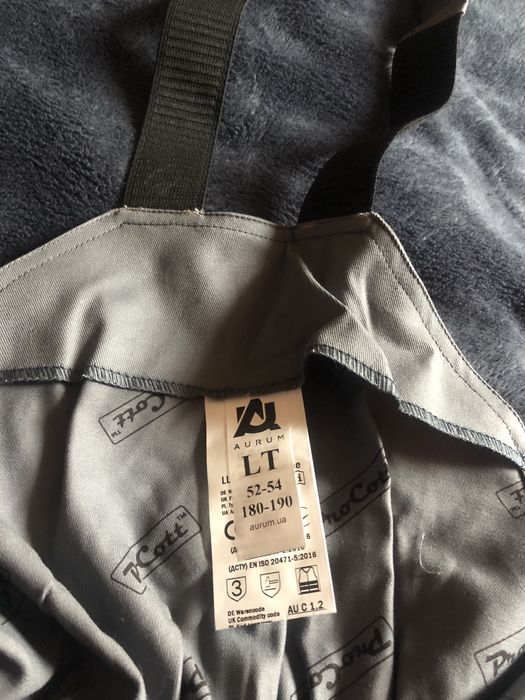 AURUM
LT
52-54
180-190
aurum.ua
(ДСТУ) EN ISO 20471-5:2016
3
DE Warencode
UK Commodity code
AU C 1.2
ProCott
ProCott
ProCott
ProCott